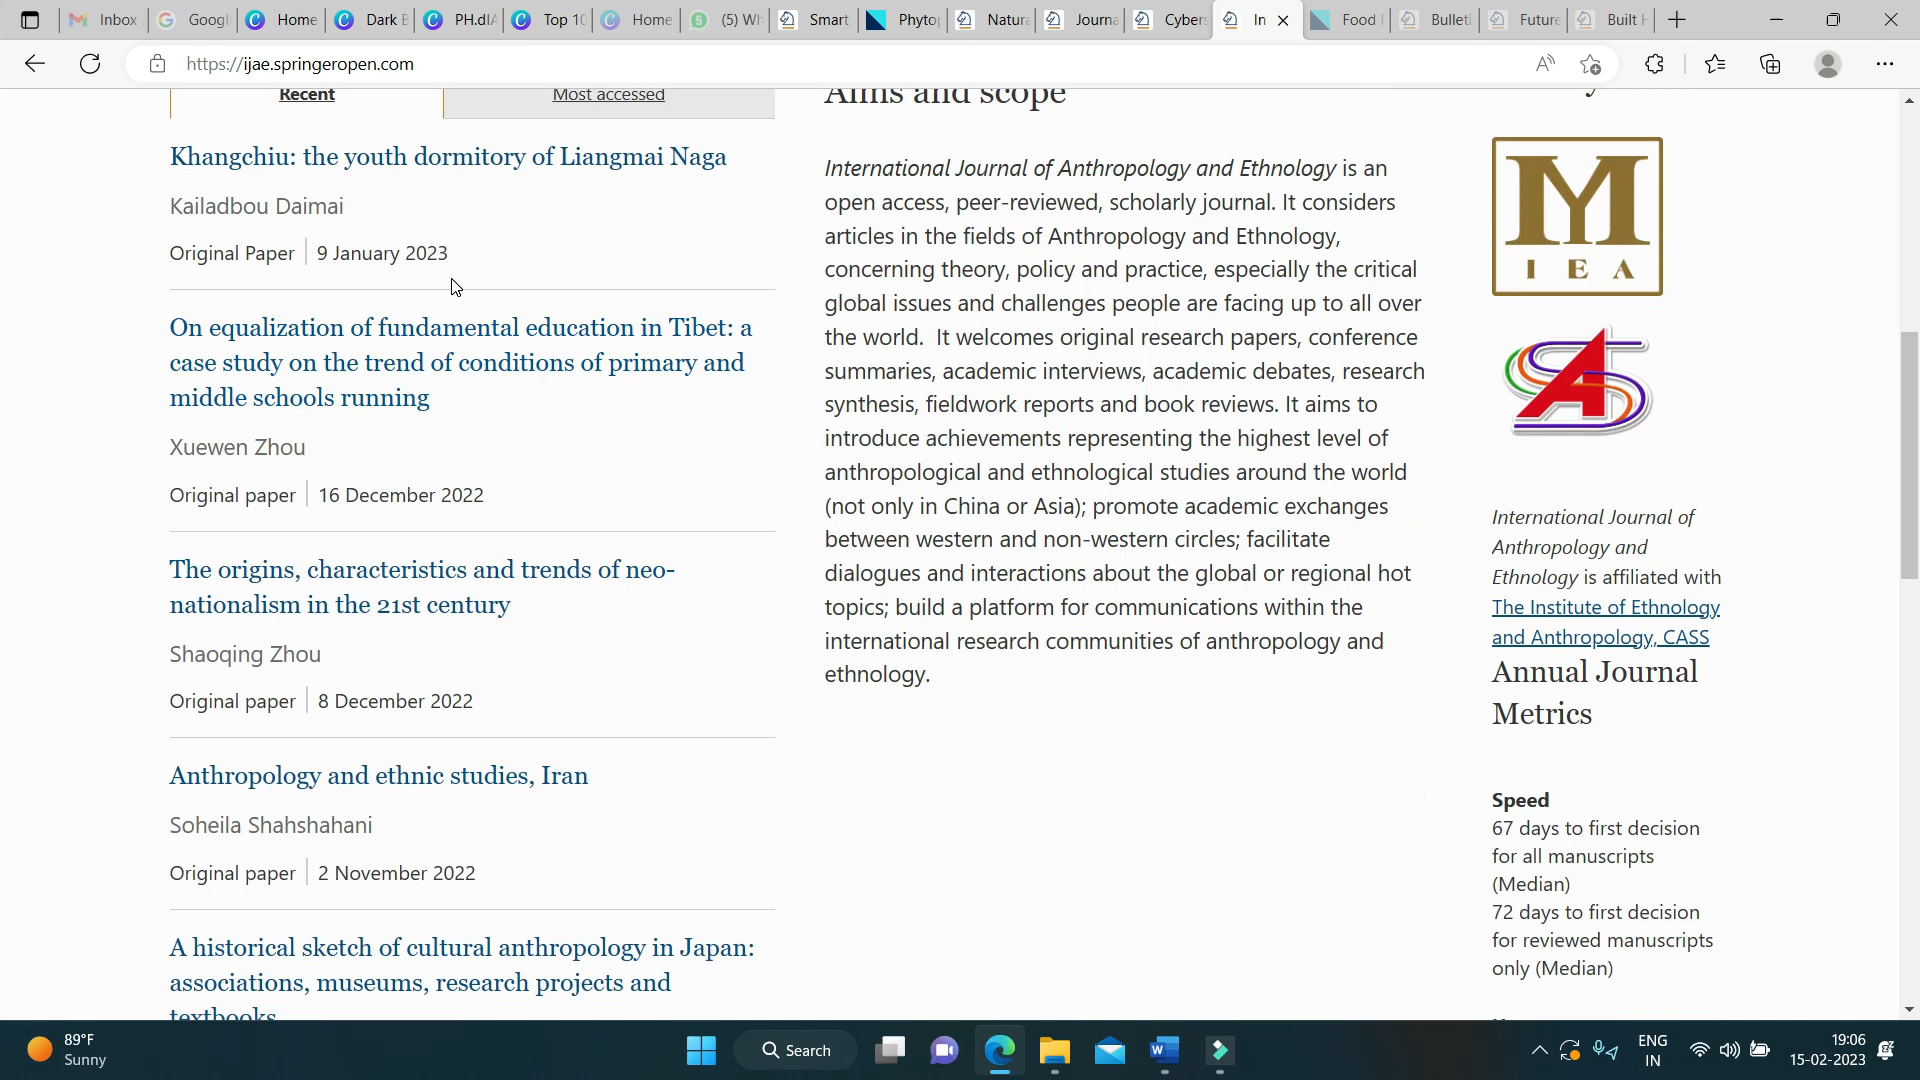 Inbox
Googl
Home
Dark B
PH.dIA
Top 10
Home
(5) Wh
Smart
Phytop
Natura
Journa
Cybers
In
Food
Bulleti
Future
Built H
https://ijae.springeropen.com
Recent
Most accessed
Khangchiu: the youth dormitory of Liangmai Naga
Kailadbou Daimai
Original Paper | 9 January 2023
On equalization of fundamental education in Tibet: a
case study on the trend of conditions of primary and
middle schools running
Xuewen Zhou
Original paper | 16 December 2022
The origins, characteristics and trends of neo-
nationalism in the 21st century
Shaoqing Zhou
Original paper | 8 December 2022
Anthropology and ethnic studies, Iran
Soheila Shahshahani
Original paper | 2 November 2022
A historical sketch of cultural anthropology in Japan:
associations, museums, research projects and
textbooks
Aims and scope
International Journal of Anthropology and Ethnology is an
open access, peer-reviewed, scholarly journal. It considers
articles in the fields of Anthropology and Ethnology,
concerning theory, policy and practice, especially the critical
global issues and challenges people are facing up to all over
the world.  It welcomes original research papers, conference
summaries, academic interviews, academic debates, research
synthesis, fieldwork reports and book reviews. It aims to
introduce achievements representing the highest level of
anthropological and ethnological studies around the world
(not only in China or Asia); promote academic exchanges
between western and non-western circles; facilitate
dialogues and interactions about the global or regional hot
topics; build a platform for communications within the
international research communities of anthropology and
ethnology.
IEA
International Journal of
Anthropology and
Ethnology is affiliated with
The Institute of Ethnology
and Anthropology, CASS
Annual Journal
Metrics
Speed
67 days to first decision
for all manuscripts
(Median)
72 days to first decision
for reviewed manuscripts
only (Median)
89°F
Sunny
Search
ENG
IN
19:06
15-02-2023